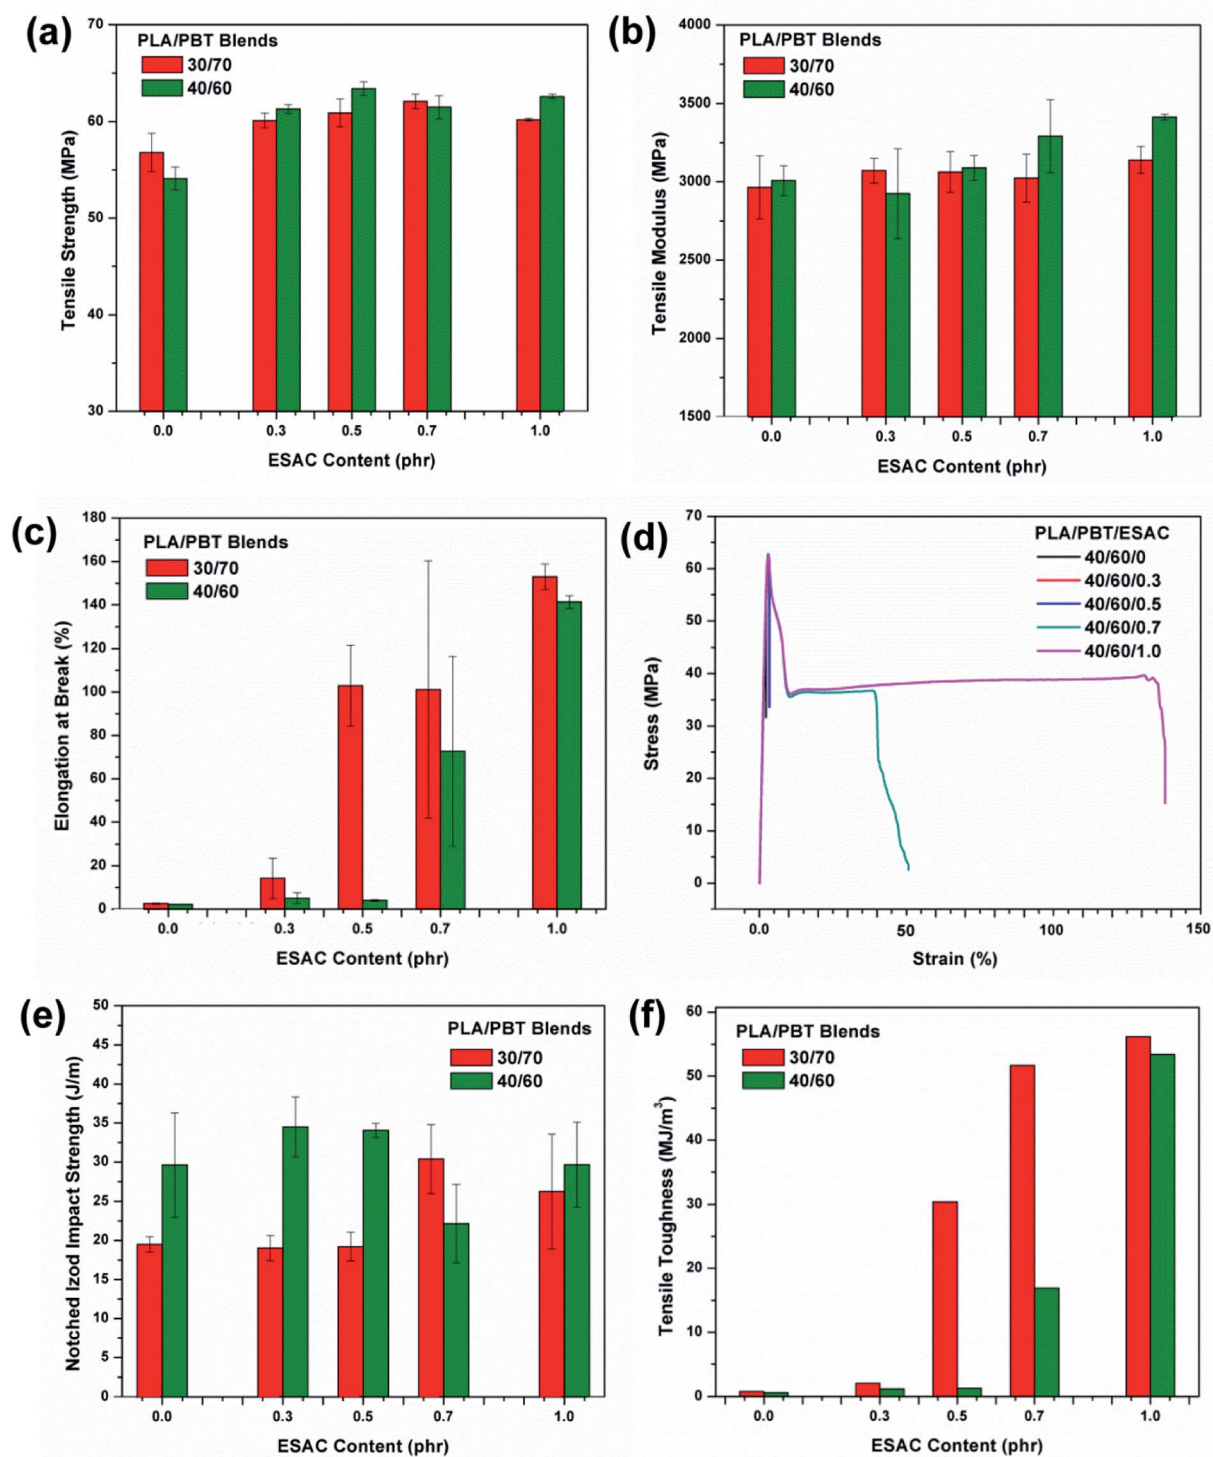 (a)
PLA/PBT Blends
30/70
40/60
70
60
50
40
30
Tensile Strength (MPa)
0.0 0.3 0.5 0.7 1.0
ESAC Content (phr)
(b)
PLA/PBT Blends
30/70
40/60
4000
3500
3000
2500
2000
1500
Tensile Modulus (MPa)
0.0 0.3 0.5 0.7 1.0
ESAC Content (phr)
(c)
PLA/PBT Blends
30/70
40/60
180
160
140
120
100
80
60
40
20
0
Elongation at Break (%)
0.0 0.3 0.5 0.7 1.0
ESAC Content (phr)
(d)
PLA/PBT/ESAC
40/60/0
40/60/0.3
40/60/0.5
40/60/0.7
40/60/1.0
70
60
50
40
30
20
10
0
Stress (MPa)
0.0 50 100 150
Strain (%)
(e)
PLA/PBT Blends
30/70
40/60
50
45
40
35
30
25
20
15
10
5
0
Notched Izod Impact Strength (J/m)
0.0 0.3 0.5 0.7 1.0
ESAC Content (phr)
(f)
PLA/PBT Blends
30/70
40/60
60
50
40
30
20
10
0
Tensile Toughness (MJ/m³)
0.0 0.3 0.5 0.7 1.0
ESAC Content (phr)